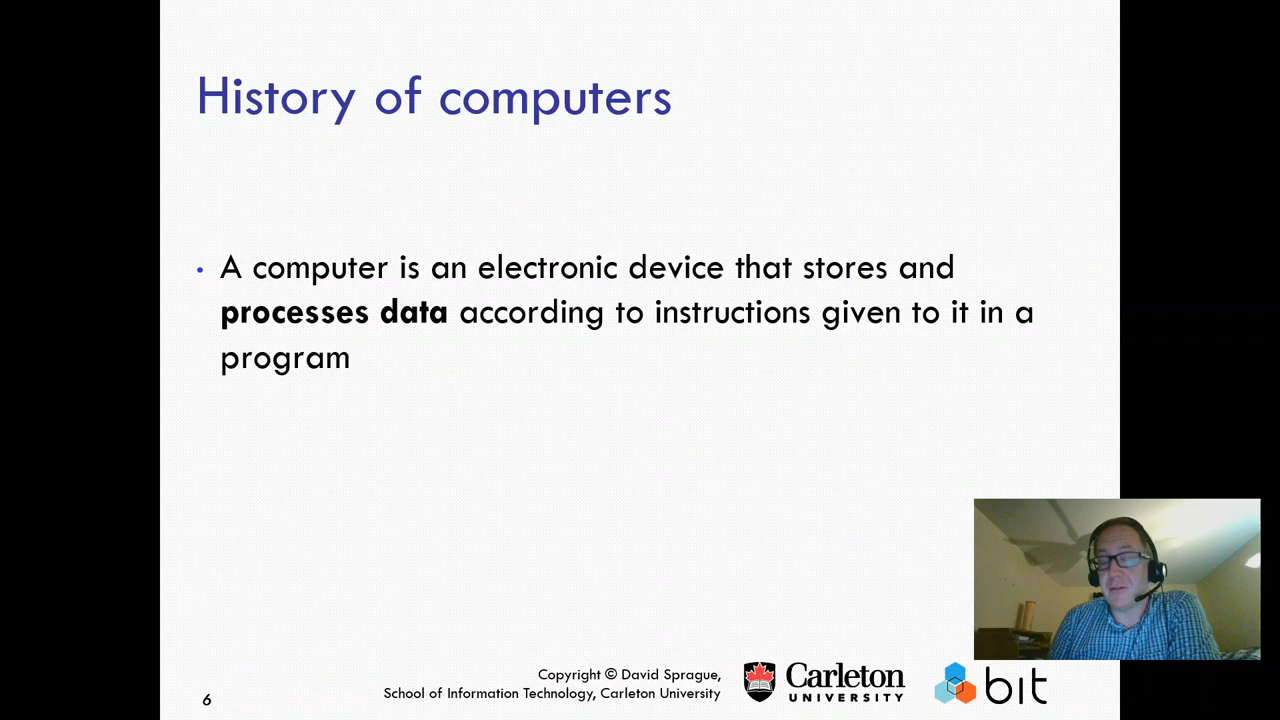 History of computers
• A computer is an electronic device that stores and
processes data according to instructions given to it in a
program
6
Copyright © David Sprague,
School of Information Technology, Carleton University
Carleton
UNIVERSITY
bit